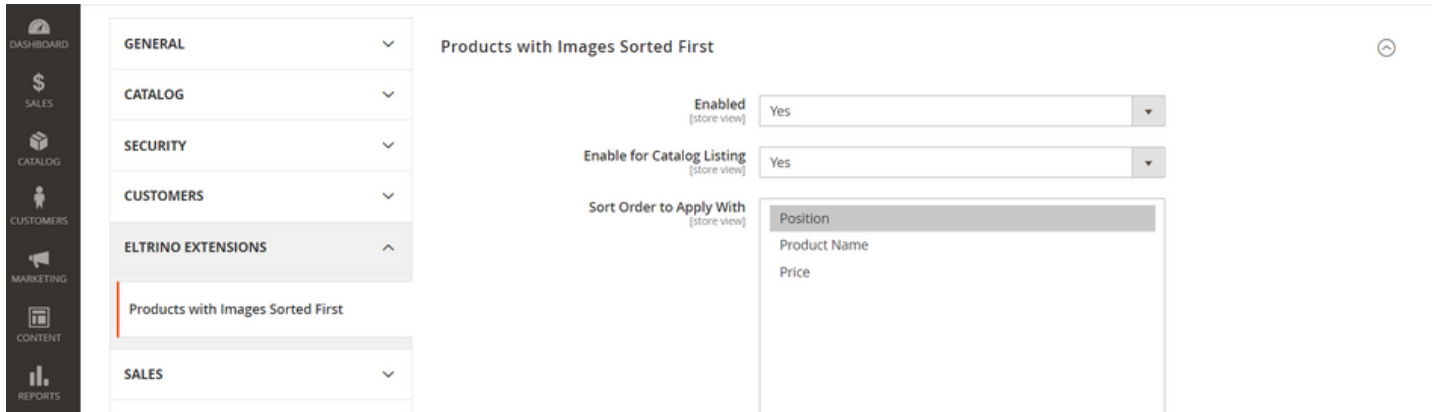 DASHBOARD
SALES
CATALOG
CUSTOMERS
MARKETING
CONTENT
REPORTS
GENERAL
CATALOG
SECURITY
CUSTOMERS
ELTRINO EXTENSIONS
Products with Images Sorted First
SALES
Products with Images Sorted First
Enabled
[store view]
Yes
Enable for Catalog Listing
[store view]
Yes
Sort Order to Apply With
[store view]
Position
Product Name
Price